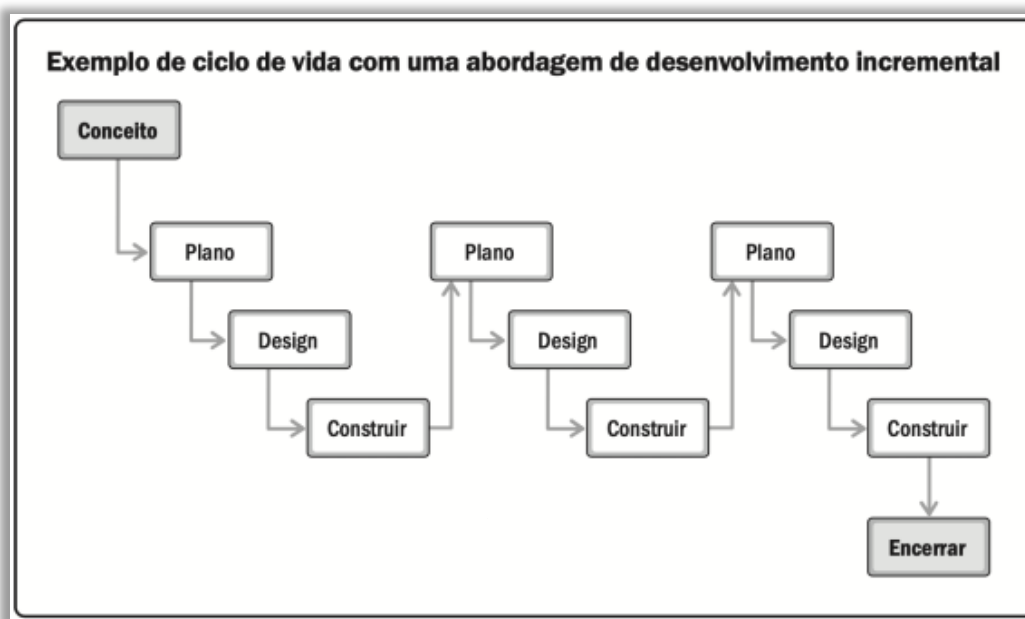 Exemplo de ciclo de vida com uma abordagem de desenvolvimento incremental
Conceito
Plano
Design
Construir
Plano
Design
Construir
Plano
Design
Construir
Encerrar